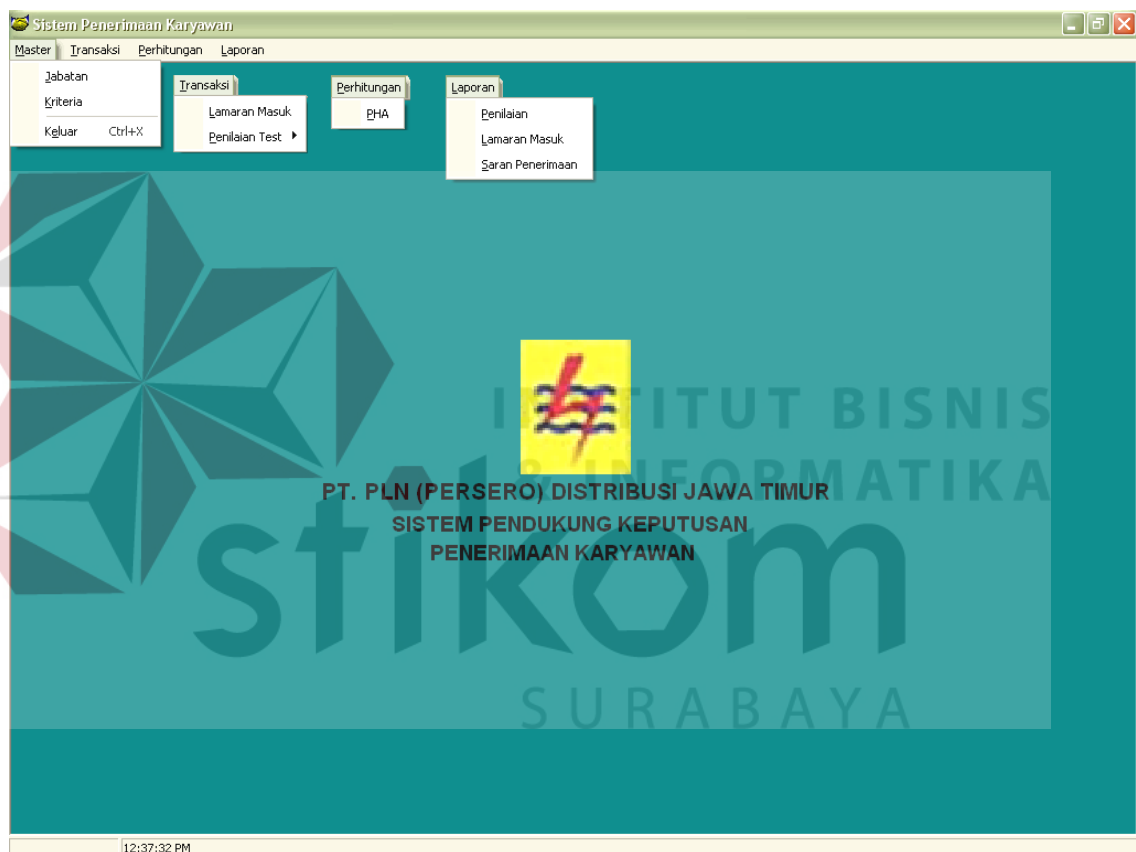 Sistem Penerimaan Karyawan
Master Transaksi Perhitungan Laporan
Jabatan
Kriteria
Keluar Ctrl+X
Transaksi
Lamaran Masuk
Penilaian Test
Perhitungan
PHA
Laporan
Penilaian
Lamaran Masuk
Saran Penerimaan
INSTITUT BISNIS
& INFORMATIKA
PT. PLN (PERSERO) DISTRIBUSI JAWA TIMUR
SISTEM PENDUKUNG KEPUTUSAN
PENERIMAAN KARYAWAN
stikom
SURABAYA
12:37:32 PM